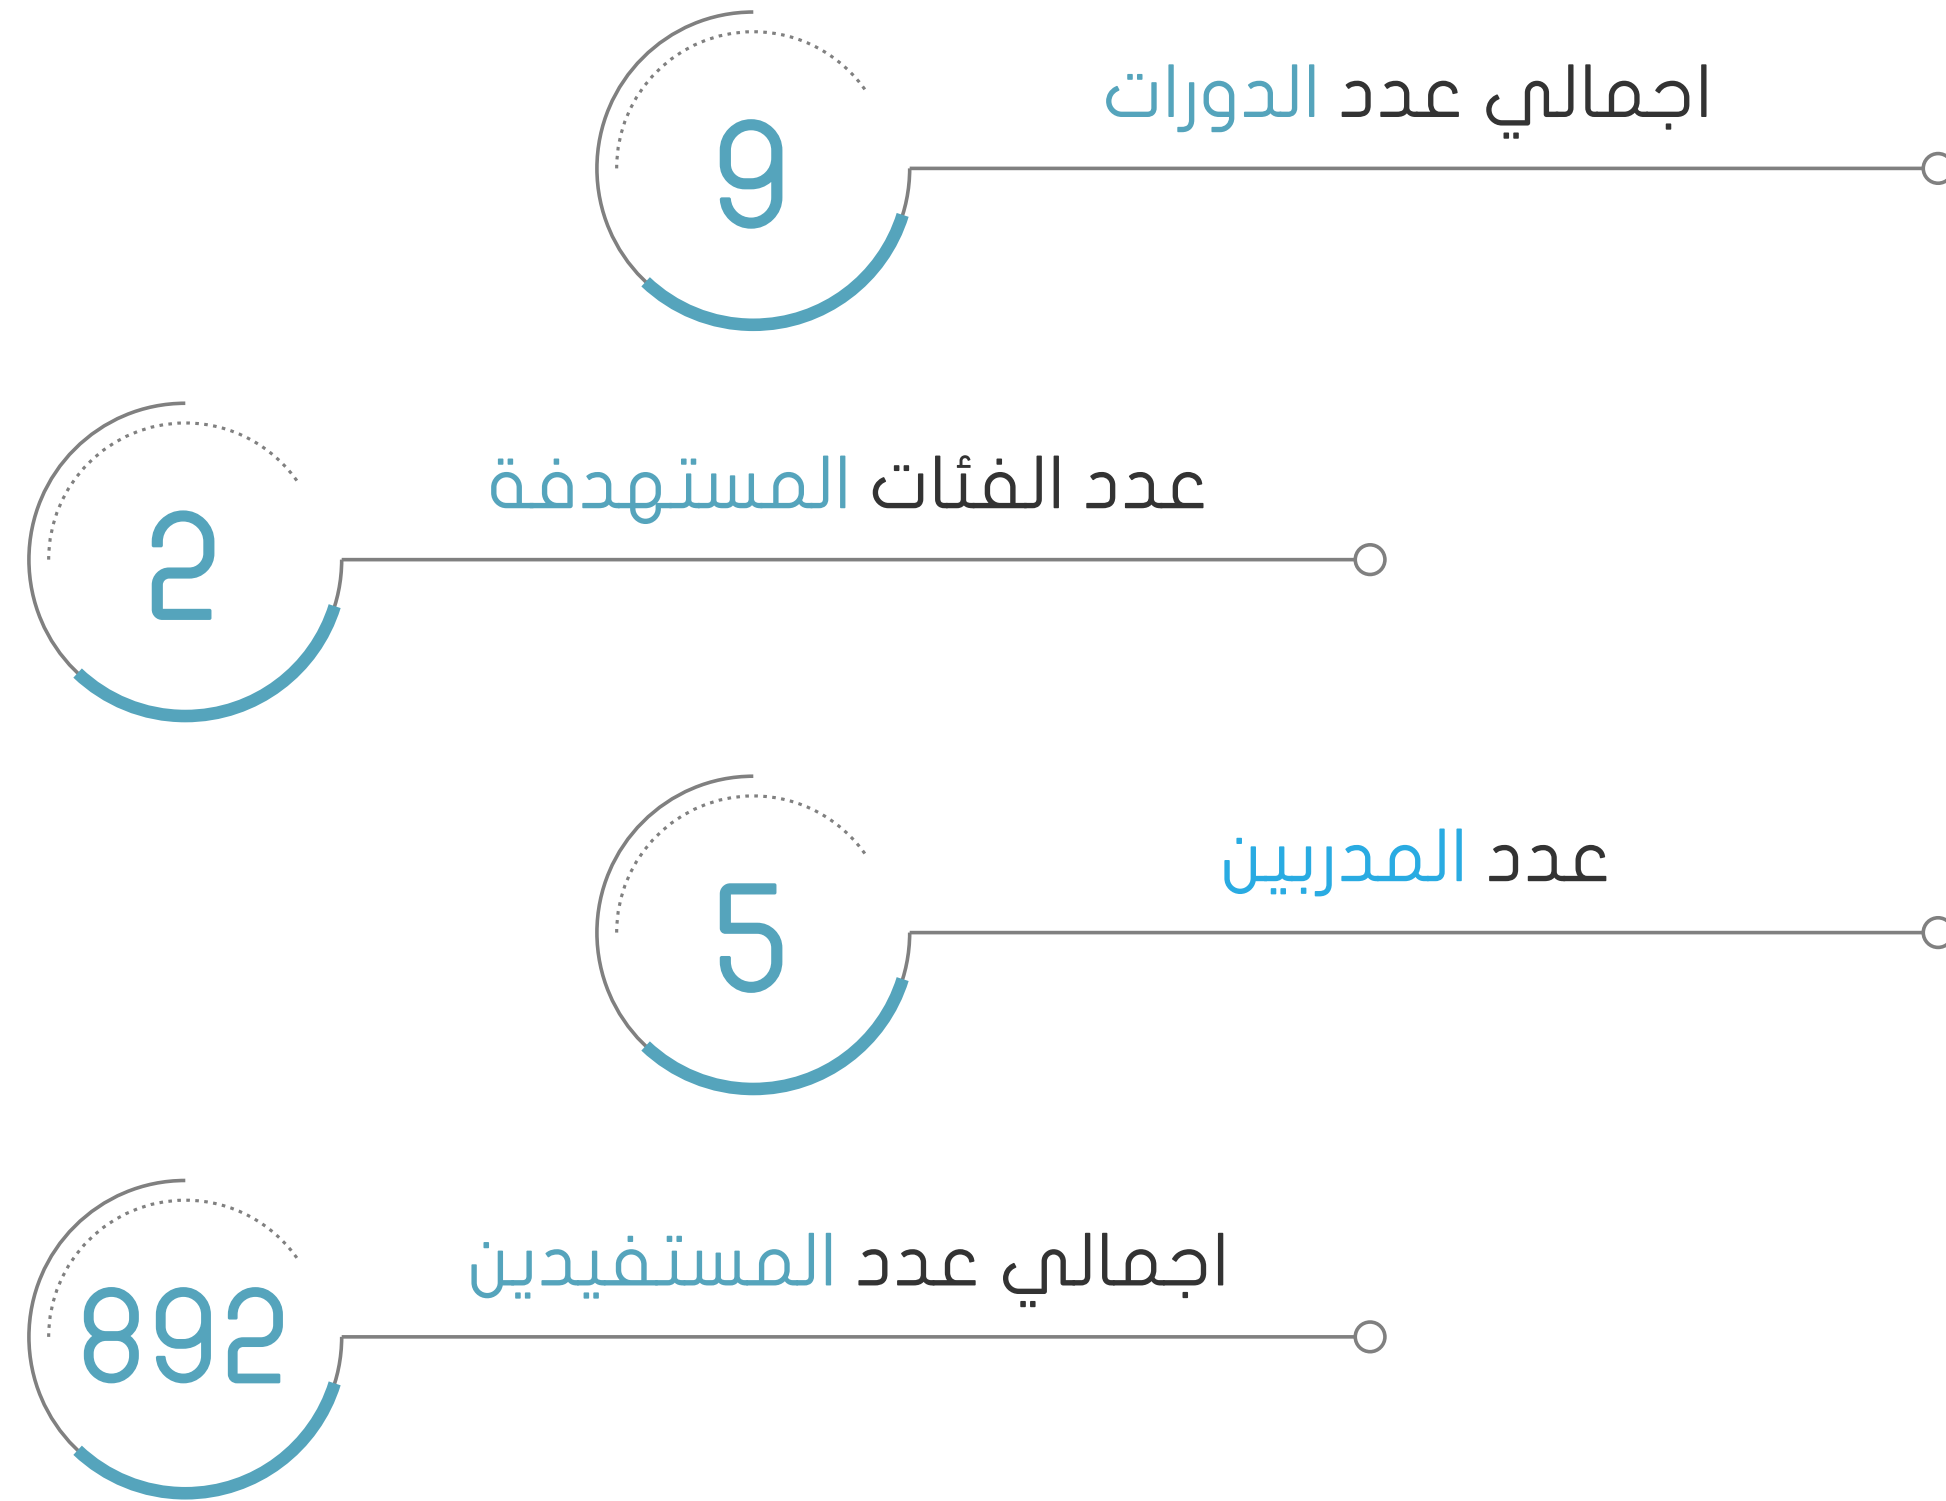 اجمالي عدد الدورات
9
عدد الفئات المستهدفة
2
عدد المدربين
5
اجمالي عدد المستفيدين
892